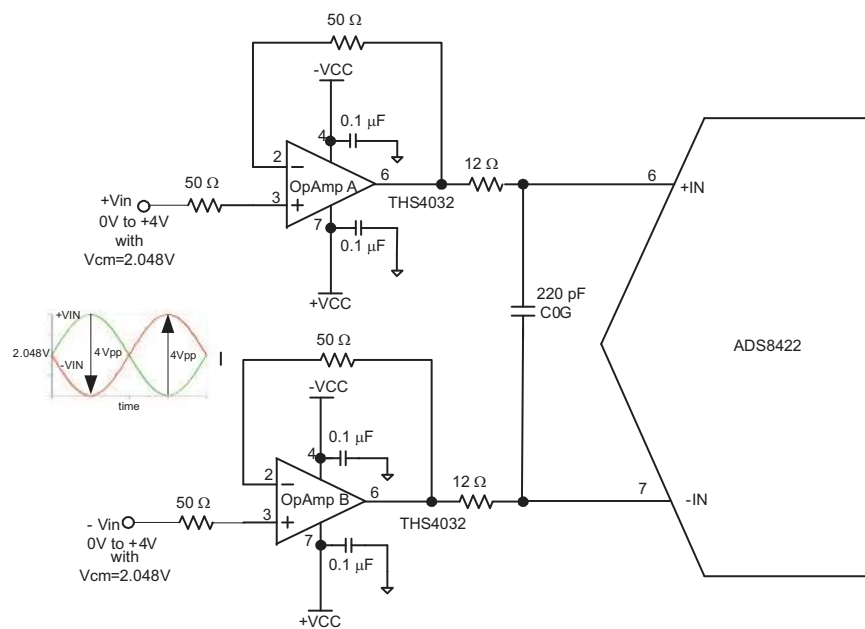 50 Ω
-VCC
0.1 μF
4
2
50 Ω
OpAmp A
6
12 Ω
6
+Vin
3
THS4032
+IN
0V to +4V
with
Vcm=2.048V
7
0.1 μF
+VCC
220 pF
C0G
+VIN
50 Ω
2.048V
4Vpp
4Vpp
-VIN
ADS8422
time
-VCC
0.1 μF
4
2
50 Ω
OpAmp B
6
12 Ω
7
-IN
- Vin
3
THS4032
0V to +4V
with
Vcm=2.048V
7
0.1 μF
+VCC